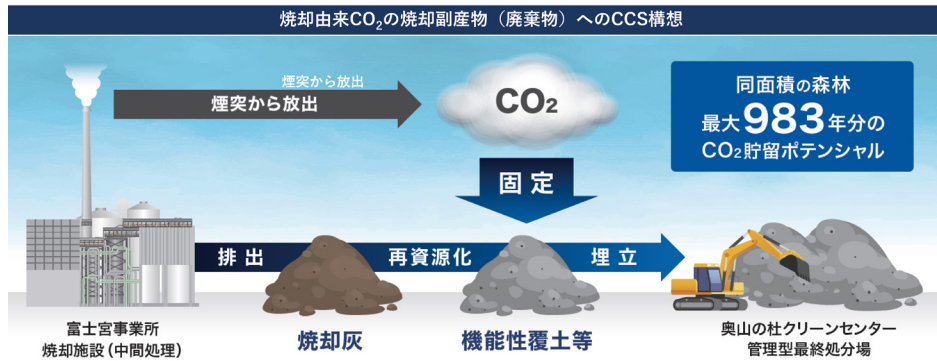 焼却由来CO₂の焼却副産物（廃棄物）へのCCS構想
煙突から放出
煙突から放出
CO₂
同面積の森林
最大983年分の
CO₂貯留ポテンシャル
固定
排出
再資源化
埋立
富士宮事業所
焼却施設（中間処理）
焼却灰
機能性覆土等
奥山の杜クリーンセンター
管理型最終処分場